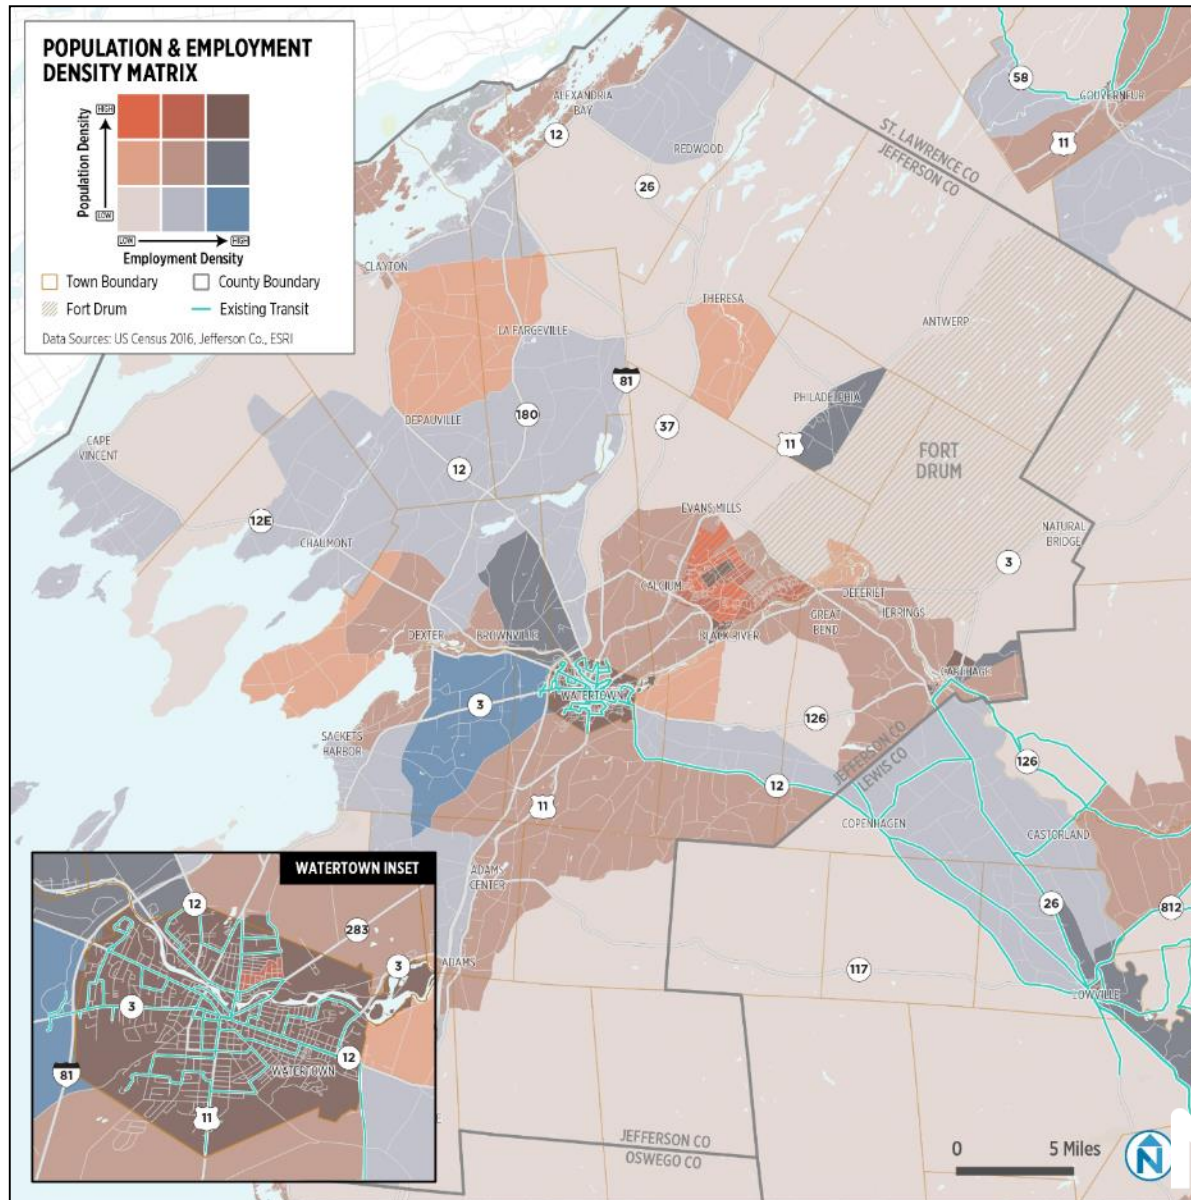 POPULATION & EMPLOYMENT
DENSITY MATRIX
Population Density
HIGH
LOW
LOW
HIGH
Employment Density
Town Boundary
County Boundary
Fort Drum
Existing Transit
Data Sources: US Census 2016, Jefferson Co., ESRI
58
GOUVERNEUR
ALEXANDRIA
BAY
12
11
ST. LAWRENCE CO
JEFFERSON CO
REDWOOD
26
CLAYTON
THERESA
LA FARGEVILLE
ANTWERP
81
PHILADELPHIA
180
DEPAUVILLE
37
11
CAPE
VINCENT
FORT
DRUM
12
EVANS MILLS
12E
NATURAL
BRIDGE
CHAUMONT
3
CALCIUM
DEFERIET
HERRINGS
GREAT
BEND
DEXTER
BROWNVILLE
BLACK RIVER
CARTHAGE
WATERTOWN
3
126
SACKETS
HARBOR
JEFFERSON CO
LEWIS CO
126
12
11
COPENHAGEN
CASTORLAND
ADAMS
CENTER
26
812
ADAMS
117
LOWVILLE
WATERTOWN INSET
12
283
3
3
12
81
WATERTOWN
11
E
JEFFERSON CO
OSWEGO CO
0
5 Miles
N